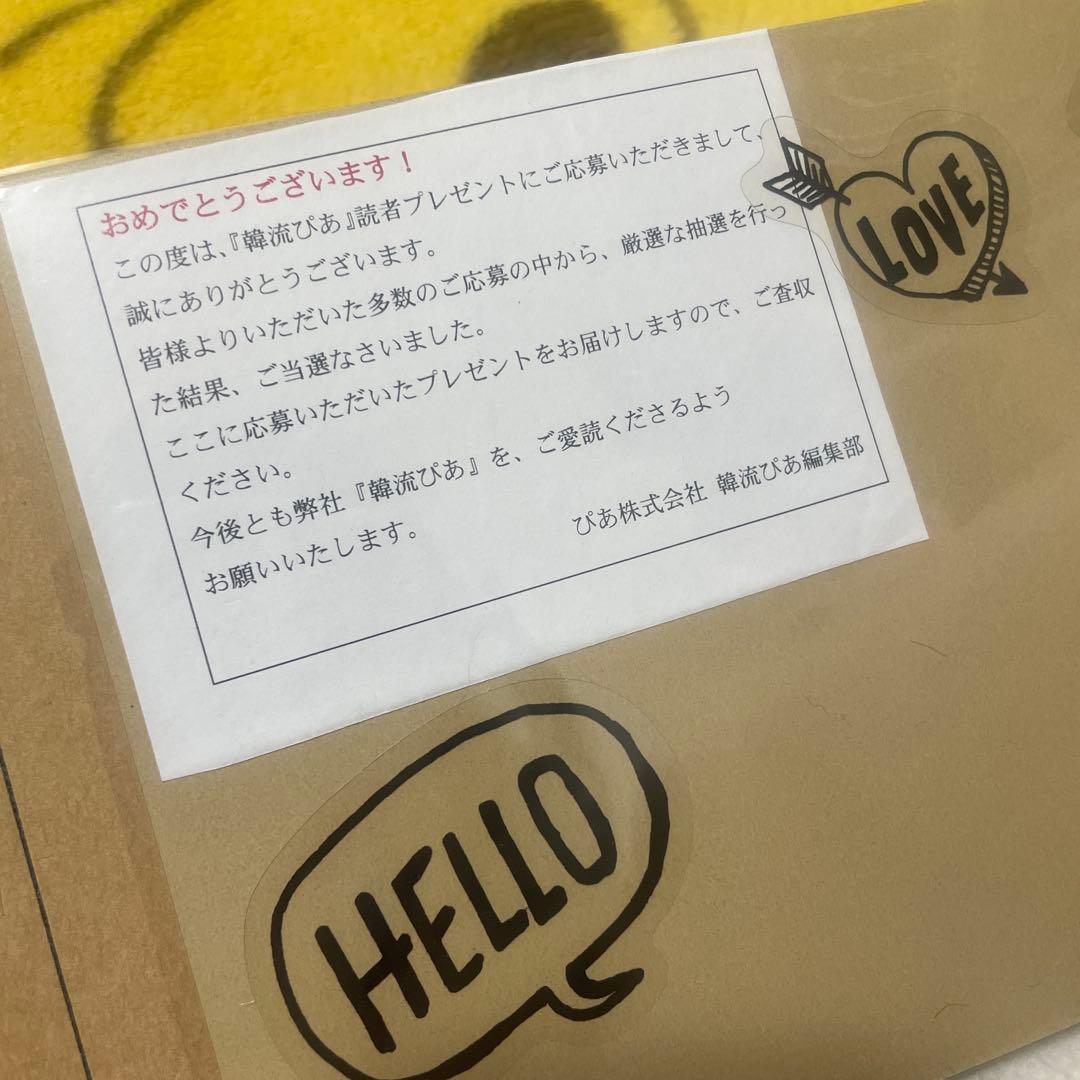 おめでとうございます！
この度は、『韓流ぴあ』読者プレゼントにご応募いただきまして、
誠にありがとうございます。
皆様よりいただいた多数のご応募の中から、厳選な抽選を行っ
た結果、ご当選なさいました。
ここに応募いただいたプレゼントをお届けしますので、ご査収
ください。
今後とも弊社『韓流ぴあ』を、ご愛読くださるよう
お願いいたします。
ぴあ株式会社 韓流ぴあ編集部
LOVE
HELLO